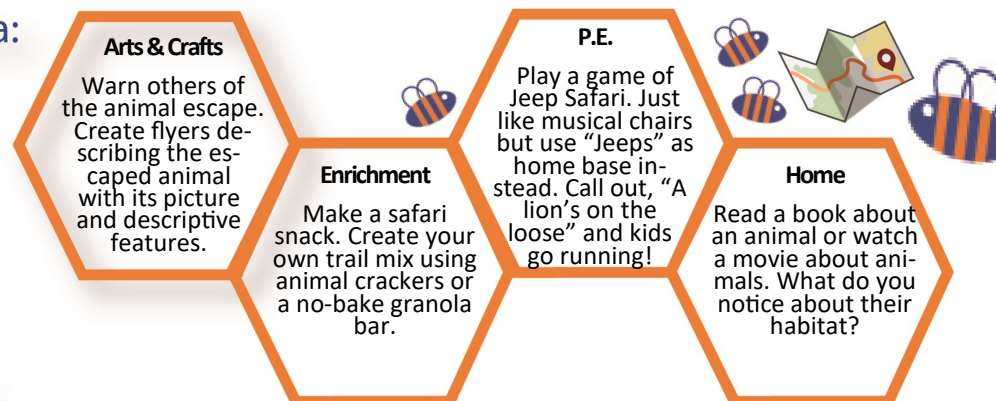 a:
Arts & Crafts
Warn others of
the animal escape.
Create flyers de-
scribing the es-
caped animal
with its picture
and descriptive
features.
Enrichment
Make a safari
snack. Create your
own trail mix using
animal crackers or
a no-bake granola
bar.
P.E.
Play a game of
Jeep Safari. Just
like musical chairs
but use “Jeeps” as
home base in-
stead. Call out, “A
lion’s on the
loose” and kids
go running!
Home
Read a book about
an animal or watch
a movie about ani-
mals. What do you
notice about their
habitat?